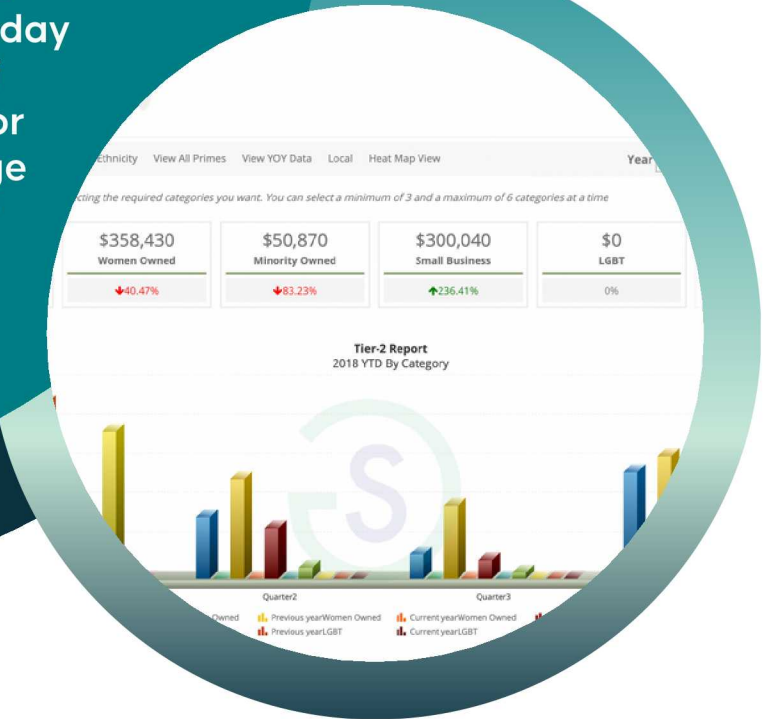 day
or
ge
Ethnicity View All Primes View YOY Data Local Heat Map View Year
cting the required categories you want. You can select a minimum of 3 and a maximum of 6 categories at a time
$358,430 $50,870 $300,040 $0
Women Owned Minority Owned Small Business LGBT
40.47% 83.23% 236.41% 0%
Tier-2 Report
2018 YTD By Category
S
Quarter2 Quarter3
Owned Previous yearWomen Owned Current yearWomen Owned
Previous yearLGBT Current yearLGBT